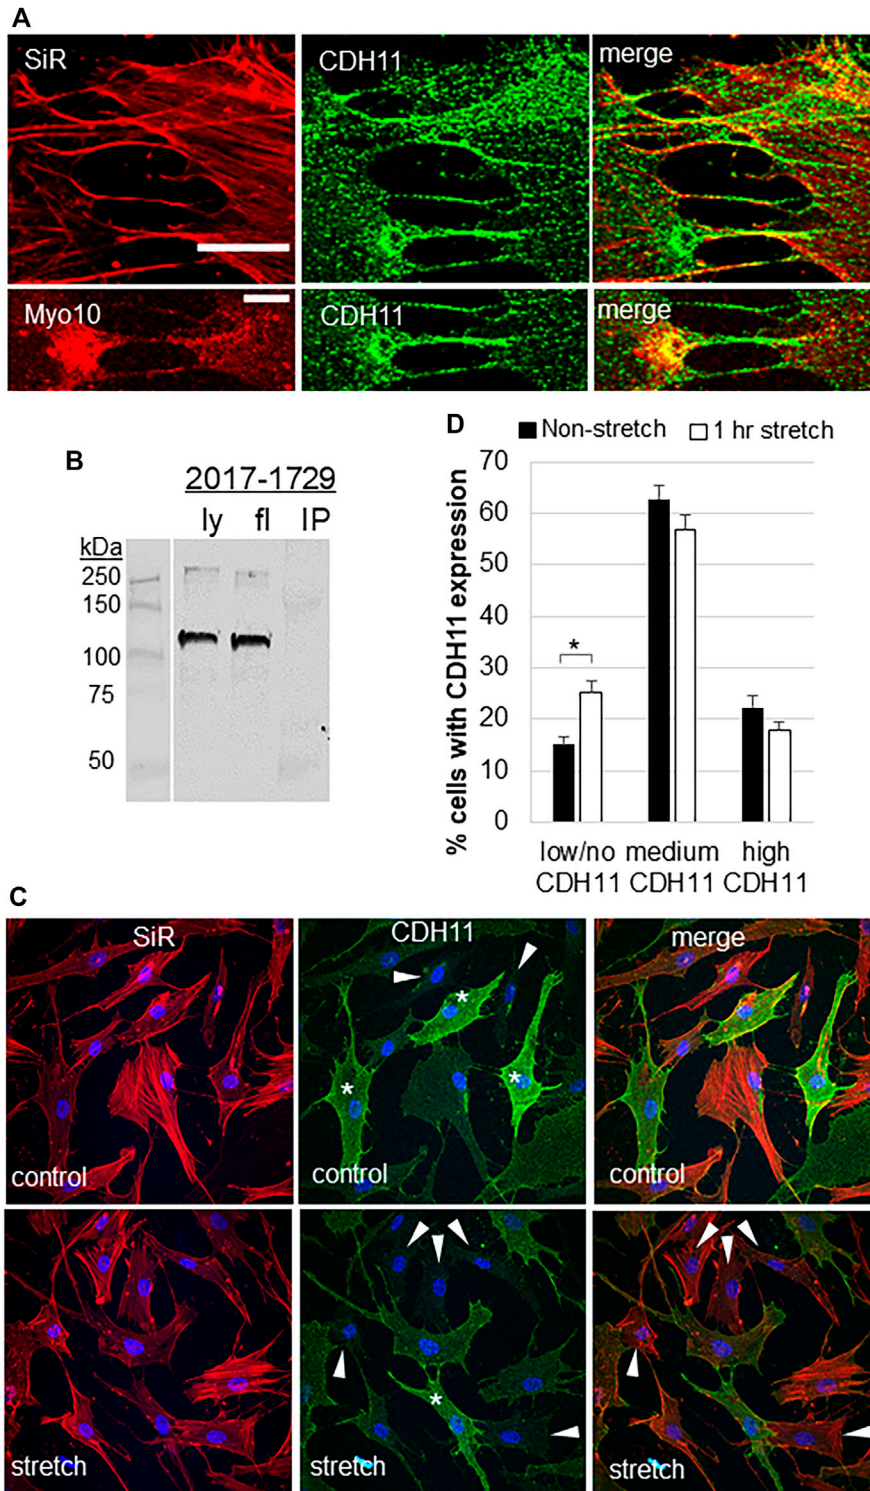 A
SiR
CDH11
merge
Myo10
CDH11
merge
B
2017-1729
ly fl IP
kDa
250
150
100
75
50
D
Non-stretch 1 hr stretch
% cells with CDH11 expression
70
60
50
40
30
20
10
0
*
low/no medium high
CDH11 CDH11 CDH11
C
SiR
CDH11
merge
*
*
*
control
control
control
*
stretch
stretch
stretch